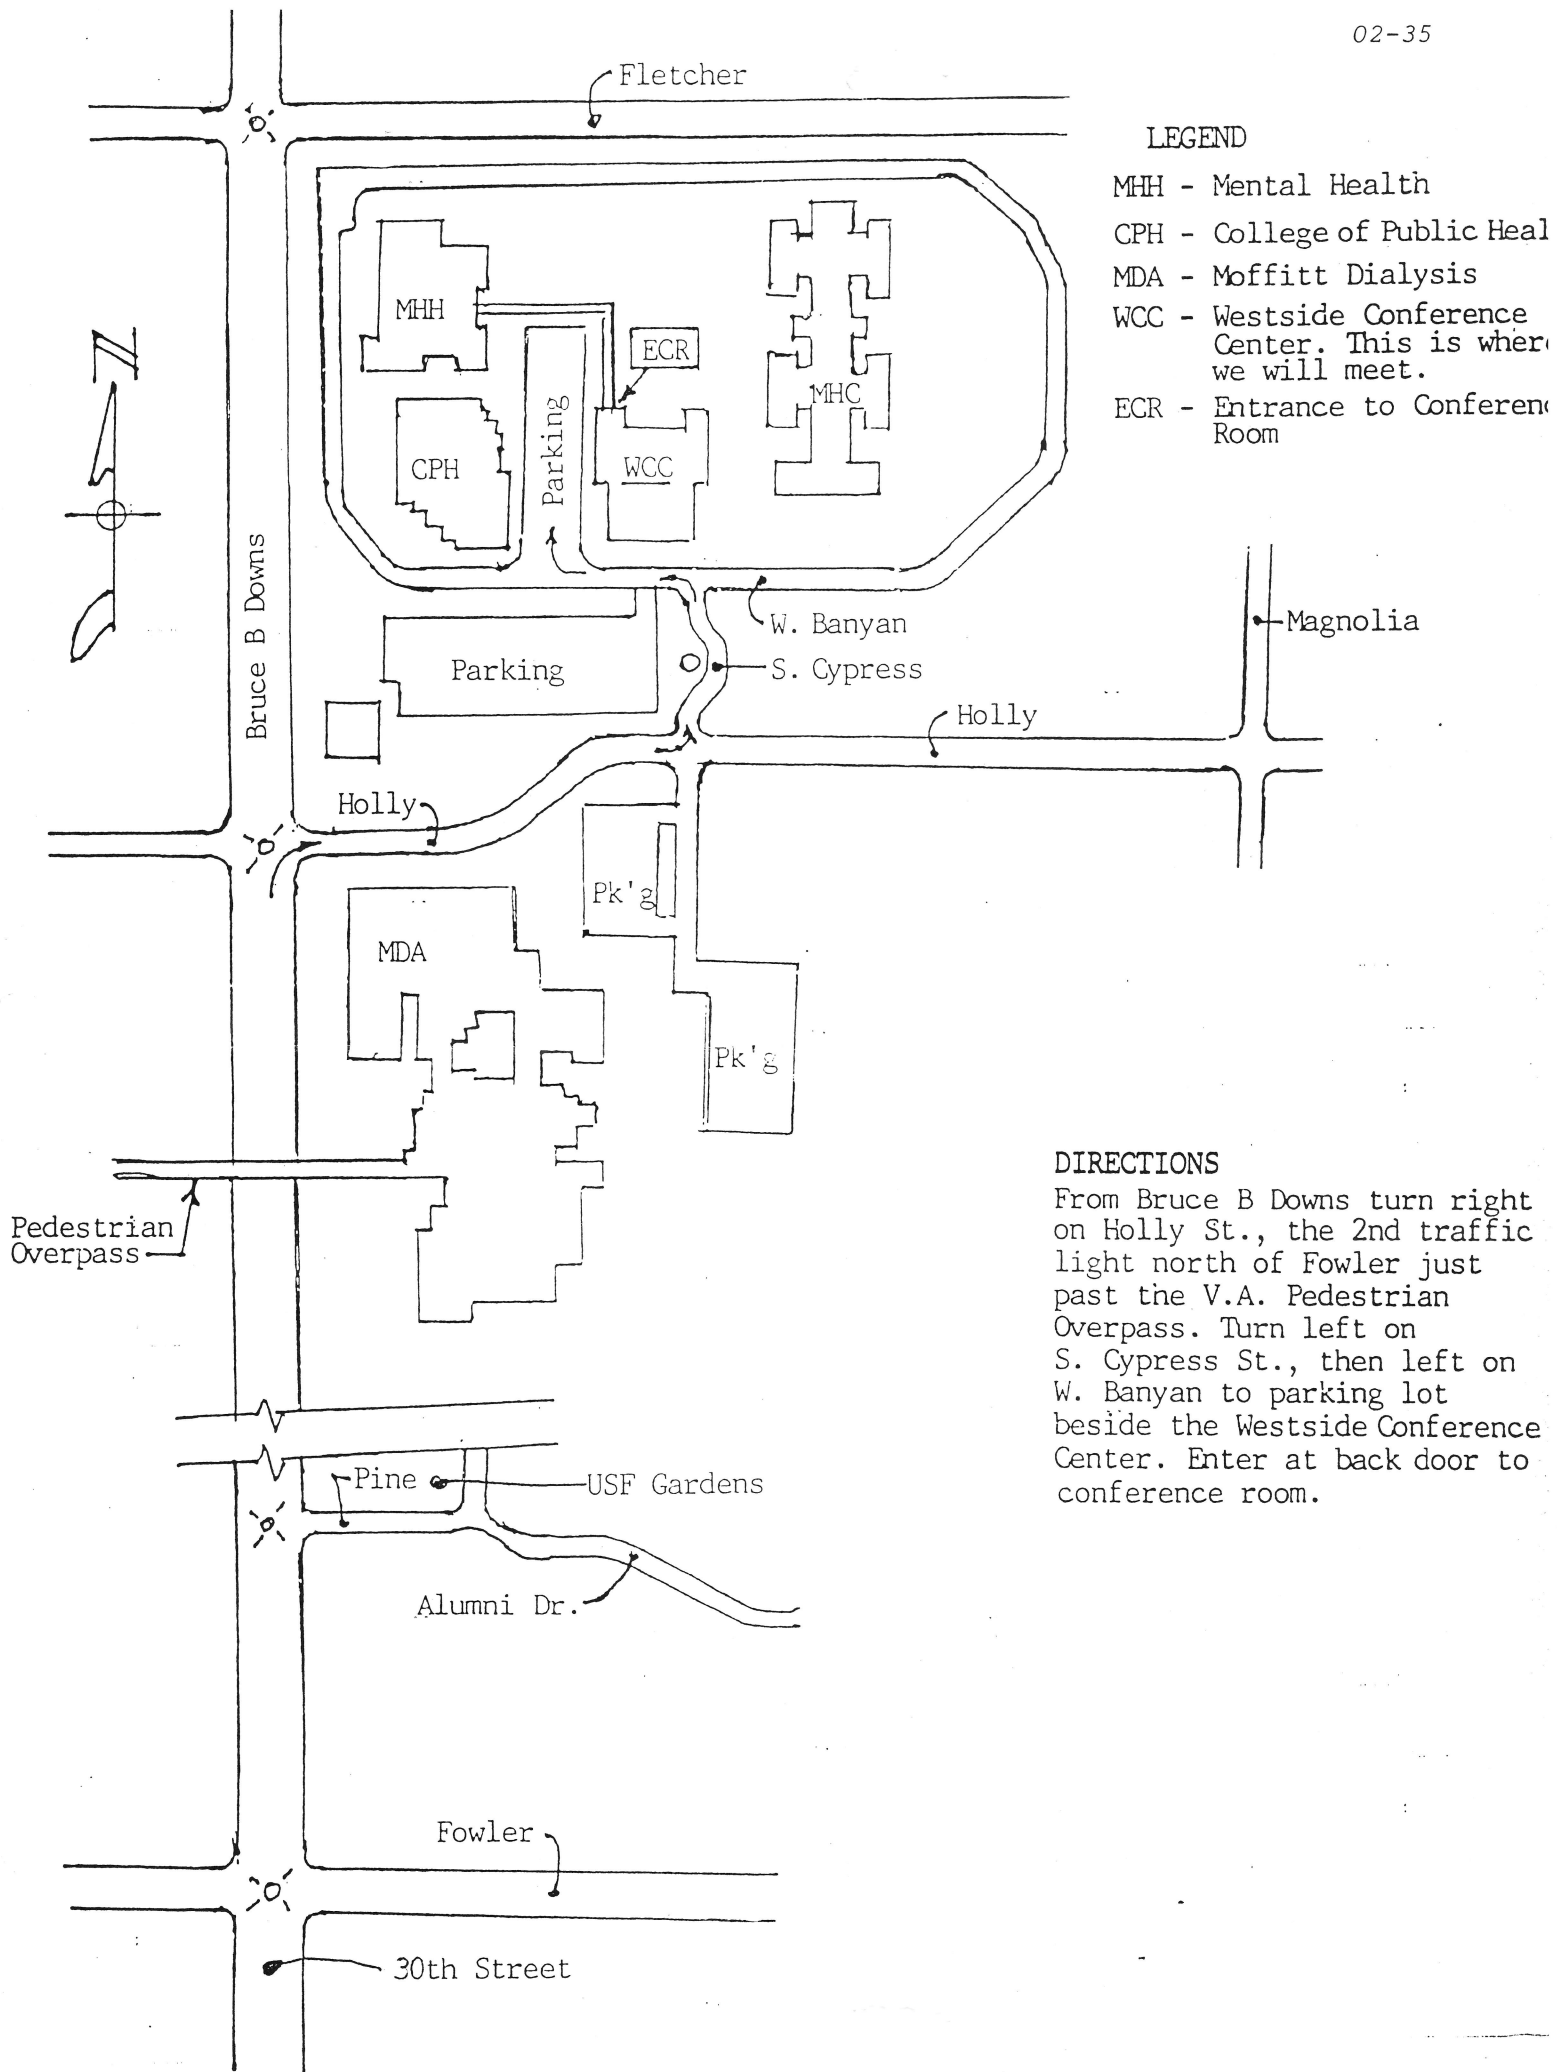 02-35
Fletcher
LEGEND
MHH - Mental Health
CPH - College of Public Heal
MDA - Moffitt Dialysis
WCC - Westside Conference
Center. This is wher
we will meet.
ECR - Entrance to Conferen
Room
N
MHH
ECR
MHC
Parking
CPH
WCC
Bruce B Downs
W. Banyan
Magnolia
Parking
S. Cypress
Holly
Holly
Pk'g
MDA
Pk'g
Pedestrian
Overpass
DIRECTIONS
From Bruce B Downs turn right
on Holly St., the 2nd traffic
light north of Fowler just
past the V.A. Pedestrian
Overpass. Turn left on
S. Cypress St., then left on
W. Banyan to parking lot
beside the Westside Conference
Center. Enter at back door to
conference room.
Pine
USF Gardens
Alumni Dr.
Fowler
30th Street